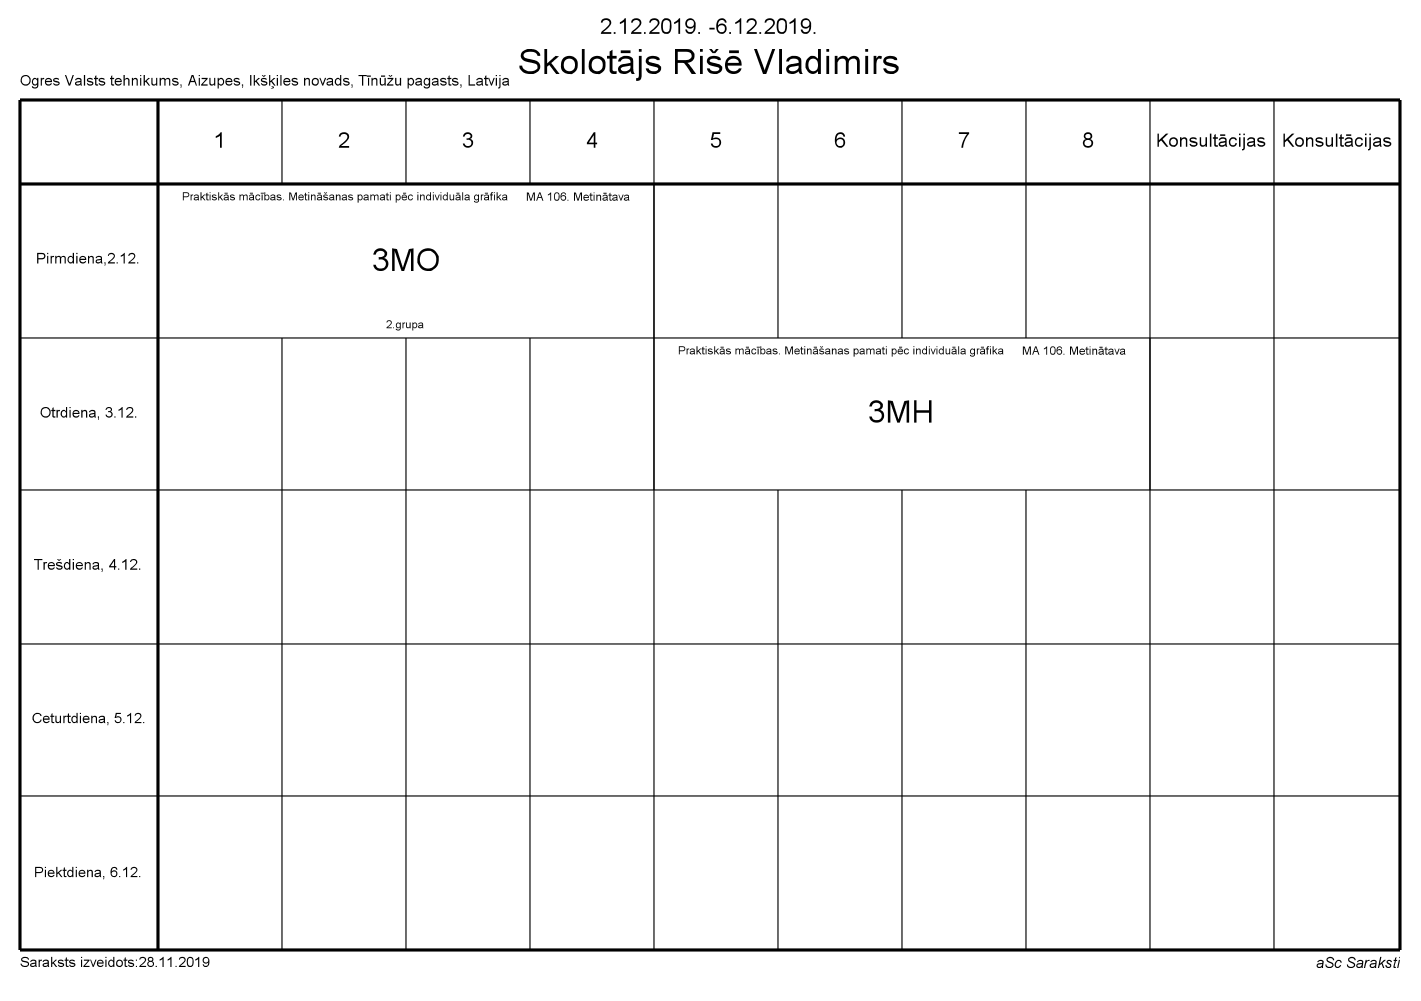 2.12.2019. -6.12.2019.
Skolotājs Rišē Vladimirs
Ogres Valsts tehnikums, Aizupes, Ikšķiles novads, Tīnūžu pagasts, Latvija
1 2 3 4 5 6 7 8 Konsultācijas Konsultācijas
Praktiskās mācības. Metināšanas pamati pēc individuāla grāfika MA 106. Metinātava
Pirmdiena,2.12.
3MO
2.grupa
Praktiskās mācības. Metināšanas pamati pēc individuāla grāfika MA 106. Metinātava
Otrdiena, 3.12.
3MH
Trešdiena, 4.12.
Ceturtdiena, 5.12.
Piektdiena, 6.12.
Saraksts izveidots:28.11.2019
aSc Saraksti